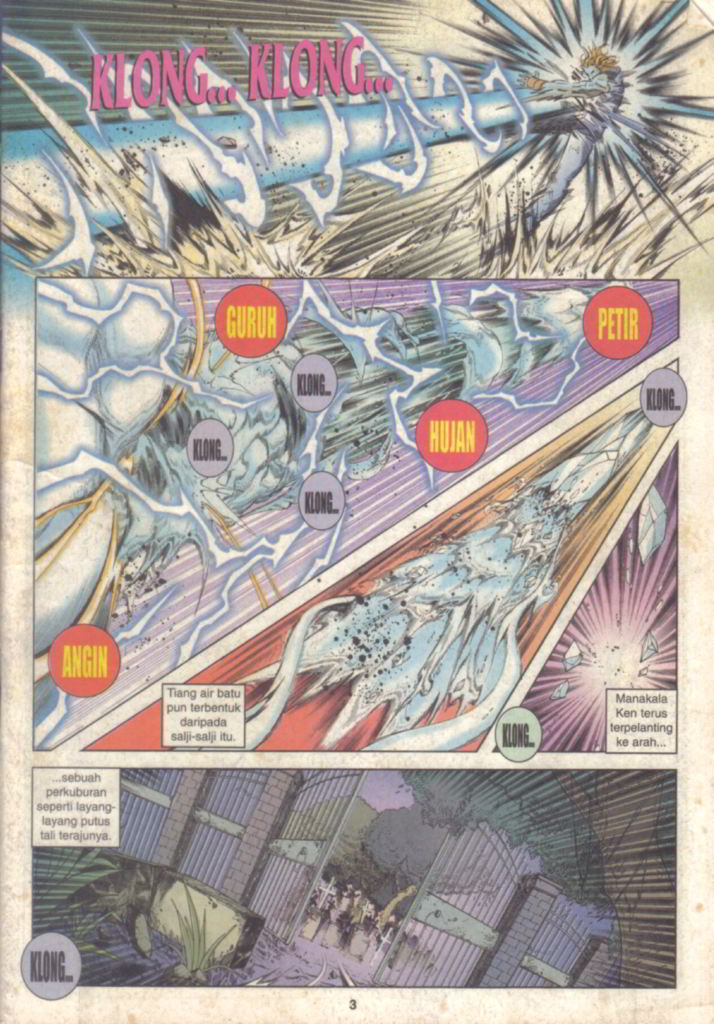 KLONG... KLONG...
GURUH
PETIR
KLONG...
KLONG...
KLONG...
HUJAN
KLONG...
ANGIN
Tiang air batu
pun terbentuk
daripada
salji-salji itu.
KLONG...
Manakala
Ken terus
terpelanting
ke arah...
...sebuah
perkuburan
seperti layang-
layang putus
tali terajunya.
KLONG...
3